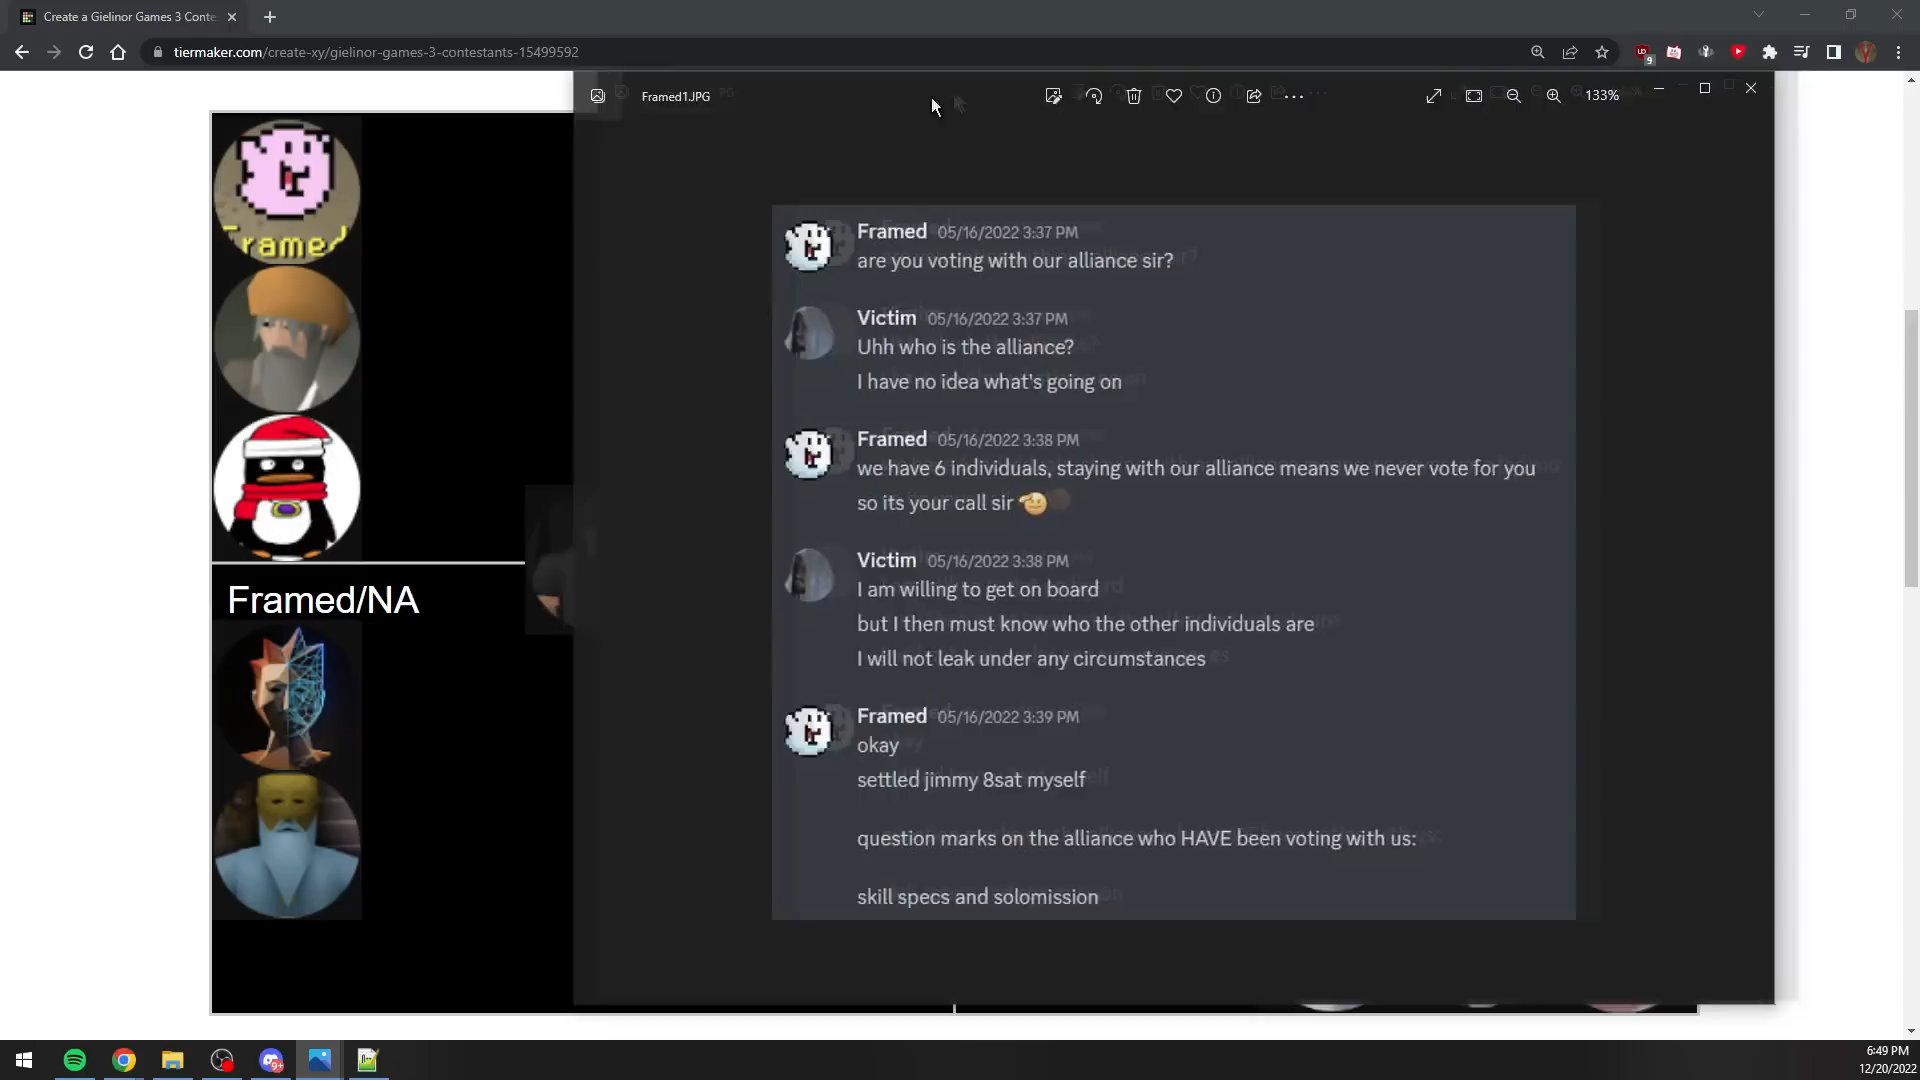 Create a Gielinor Games 3 Conte
tiermaker.com/create-xy/gielinor-games-3-contestants-15499592
9
Framed1.JPG
133%
Framed
Framed 05/16/2022 3:37 PM
are you voting with our alliance sir?
Victim 05/16/2022 3:37 PM
Uhh who is the alliance?
I have no idea what's going on
Framed 05/16/2022 3:38 PM
we have 6 individuals, staying with our alliance means we never vote for you
so its your call sir
Victim 05/16/2022 3:38 PM
I am willing to get on board
but I then must know who the other individuals are
I will not leak under any circumstances
Framed 05/16/2022 3:39 PM
okay
settled jimmy 8sat myself
question marks on the alliance who HAVE been voting with us:
skill specs and solomission
Framed/NA
9+
6:49 PM
12/20/2022